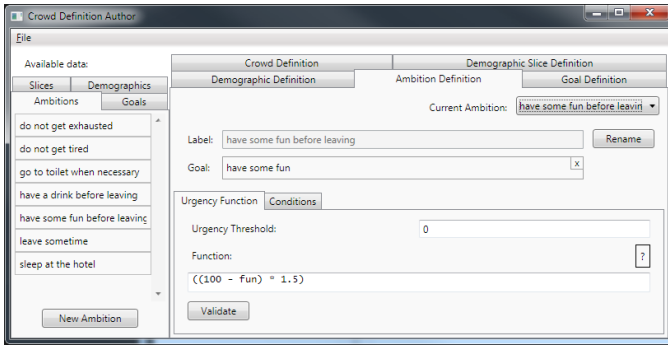 Crowd Definition Author
File
Available data:
Slices Demographics
Ambitions Goals
do not get exhausted
do not get tired
go to toilet when necessary
have a drink before leaving
have some fun before leaving
leave sometime
sleep at the hotel
New Ambition
Crowd Definition Demographic Slice Definition
Demographic Definition Ambition Definition Goal Definition
Current Ambition: have some fun before leavin
Label: have some fun before leaving Rename
Goal: have some fun x
Urgency Function Conditions
Urgency Threshold: 0
Function: ?
((100 - fun) * 1.5)
Validate